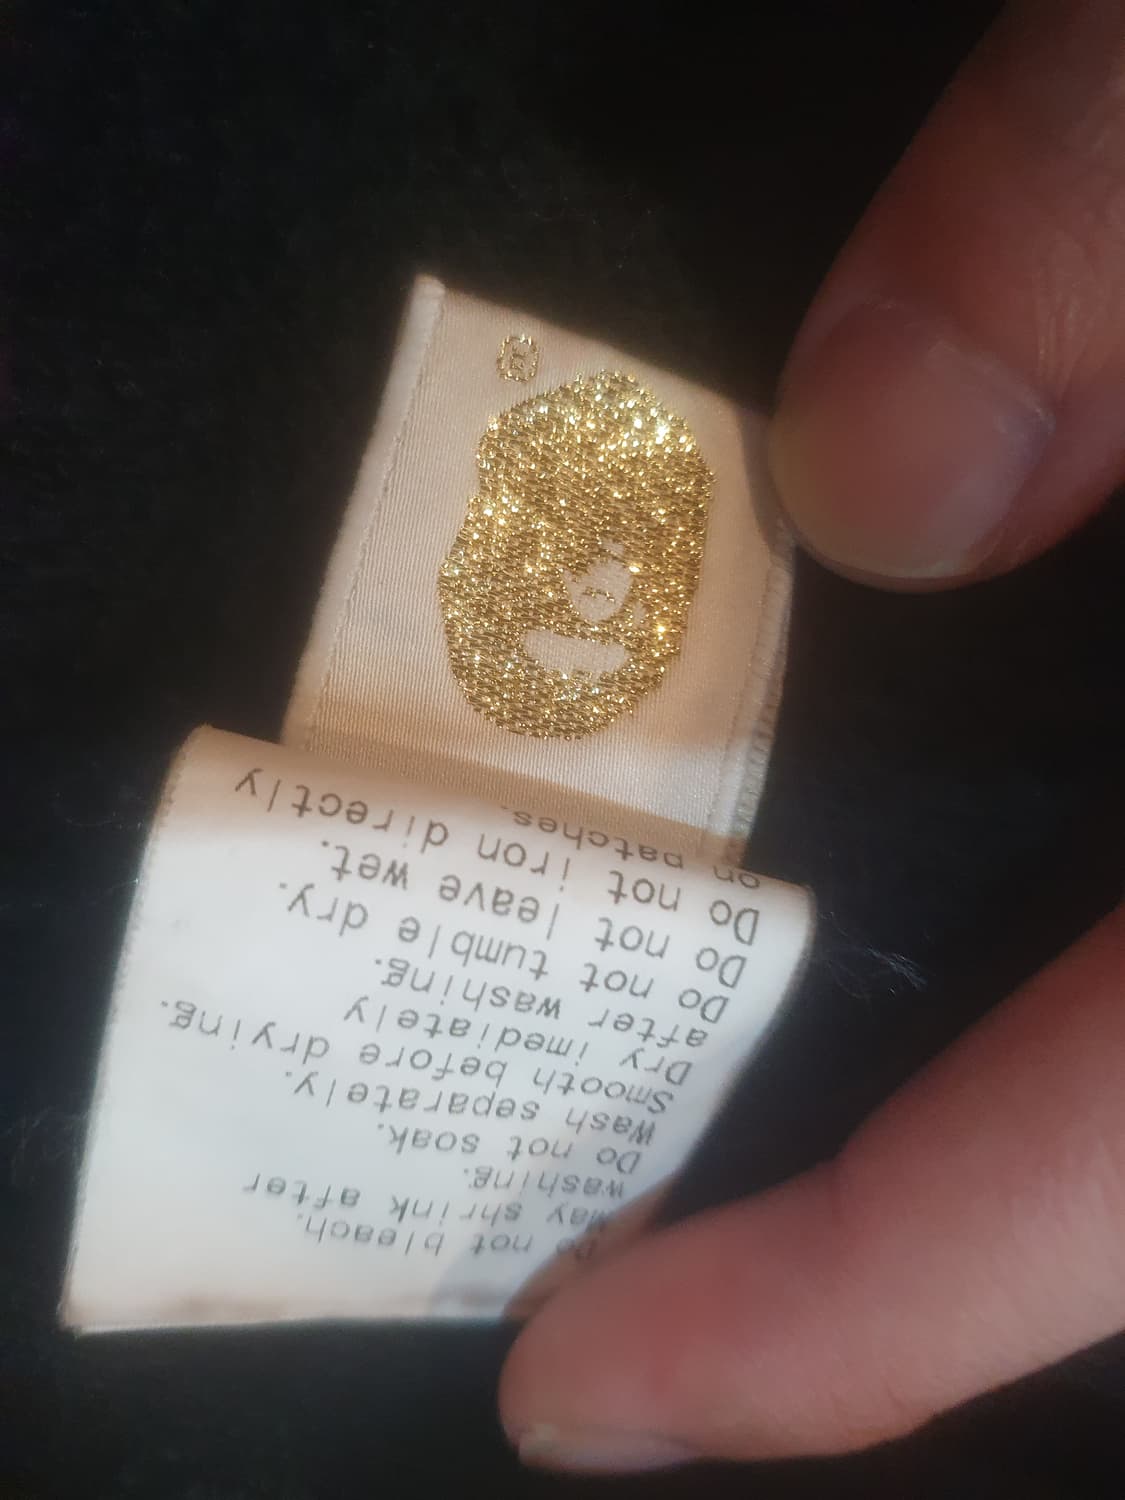 ®
Do not bleach.
May shrink after
washing.
Do not soak.
Wash separately.
Smooth before drying.
Dry imediately
after washing.
Do not tumble dry.
Do not leave wet.
Do not iron directly
on patches.